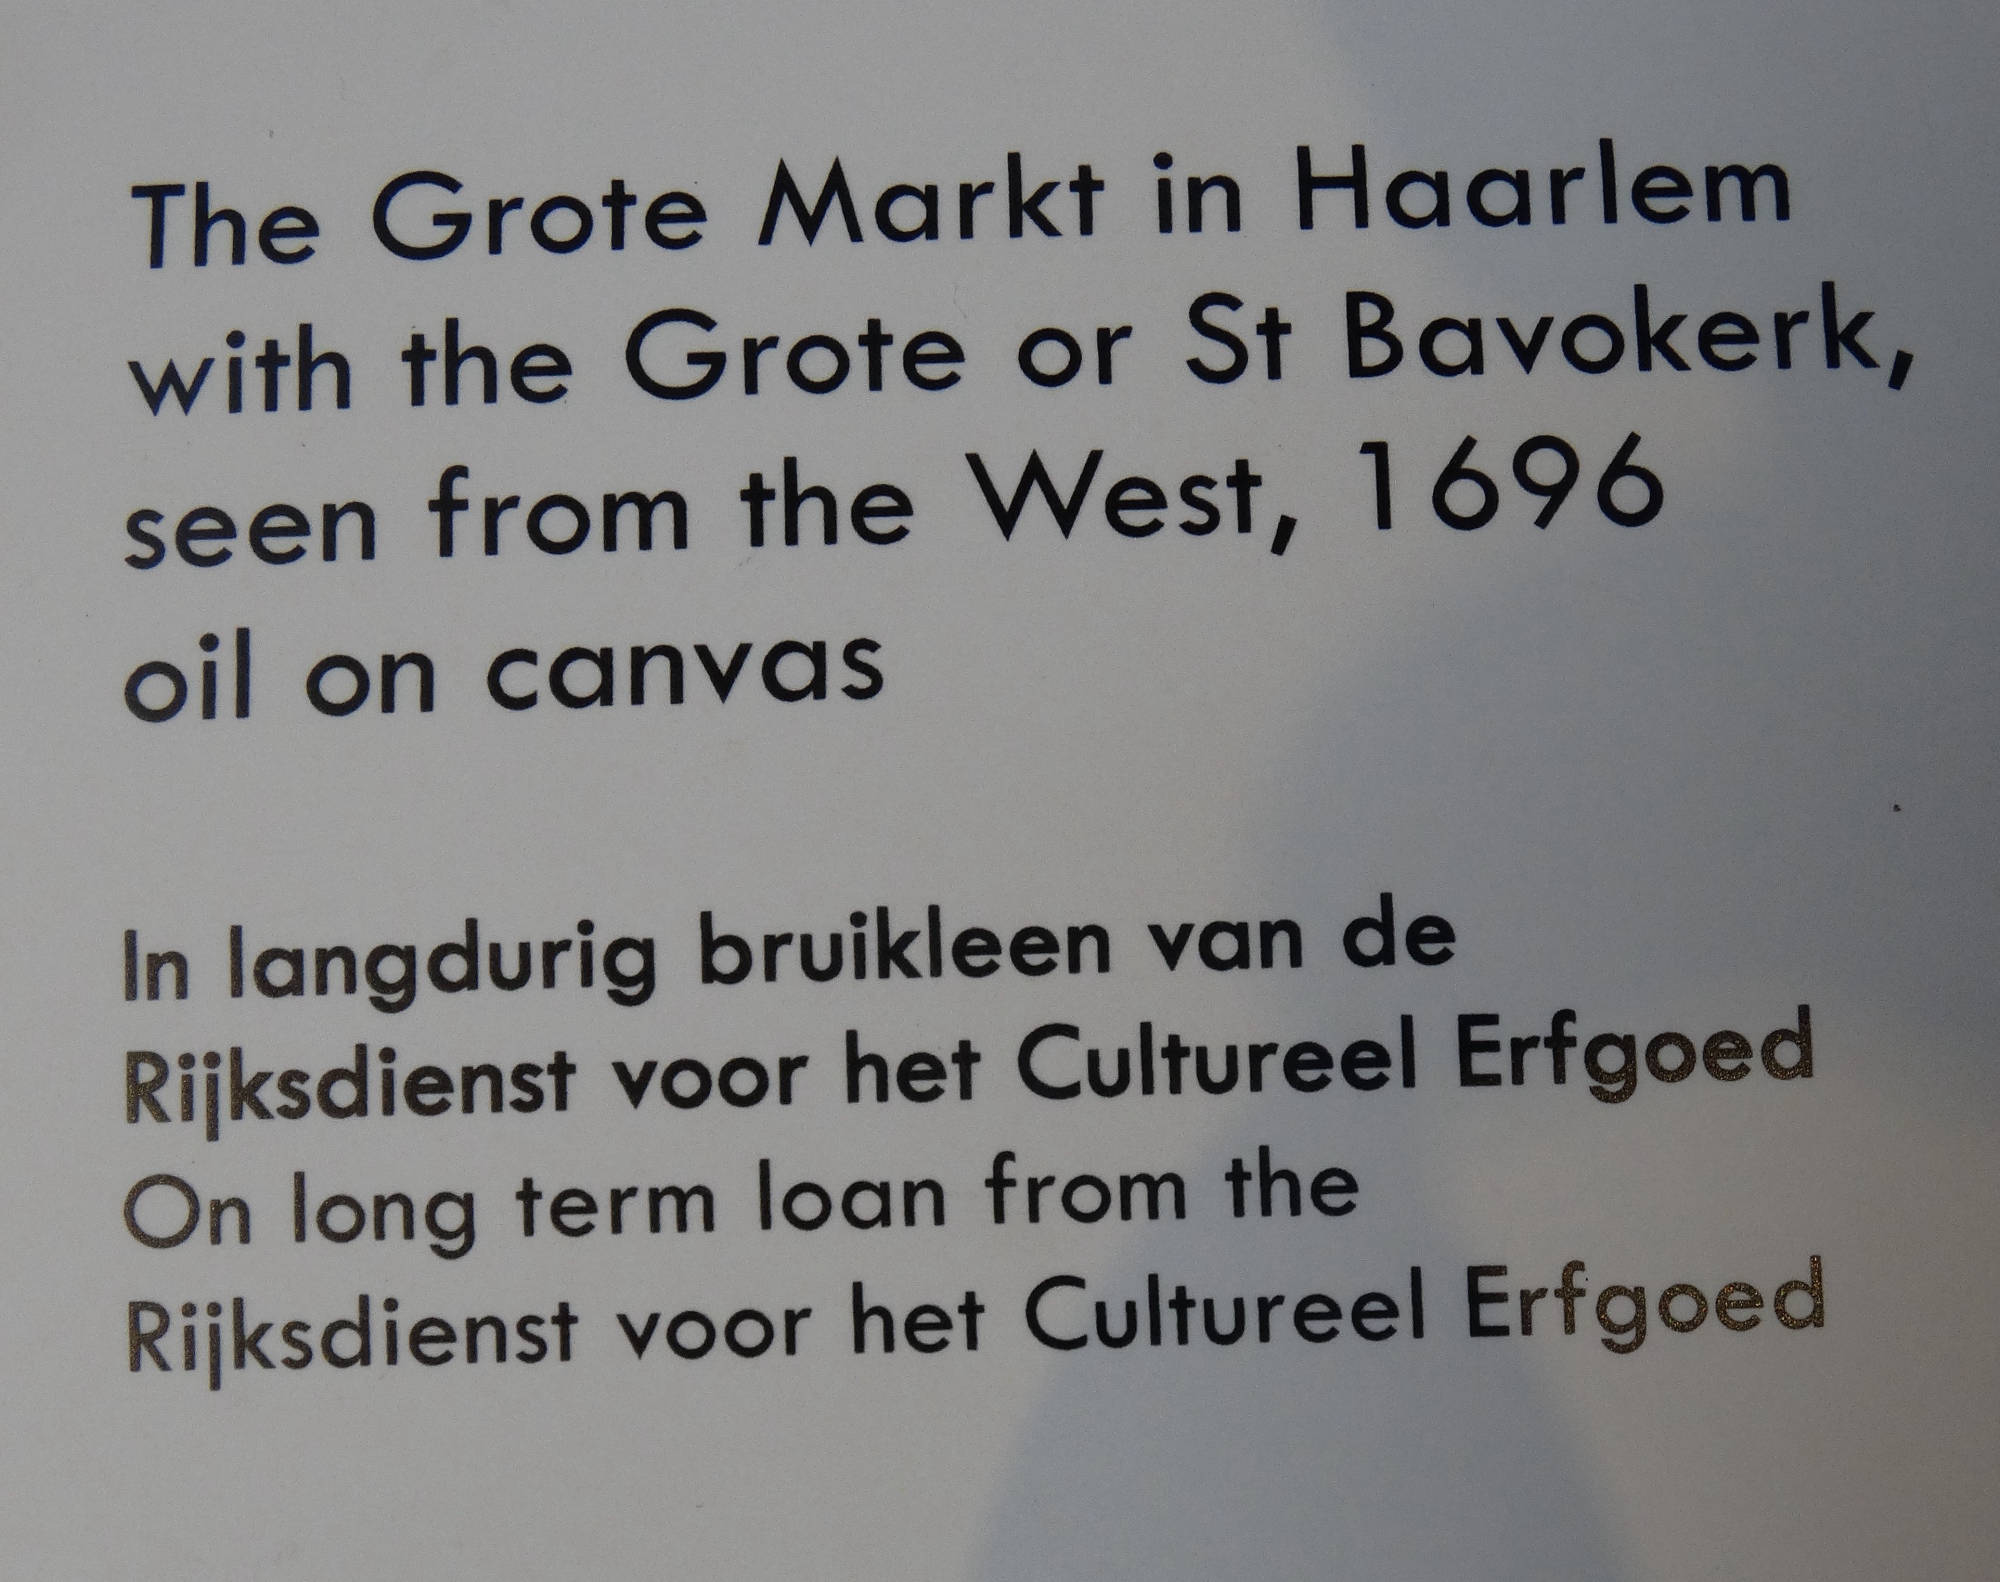 The Grote Markt in Haarlem
with the Grote or St Bavokerk,
seen from the West, 1696
oil on canvas
In langdurig bruikleen van de
Rijksdienst voor het Cultureel Erfgoed
On long term loan from the
Rijksdienst voor het Cultureel Erfgoed